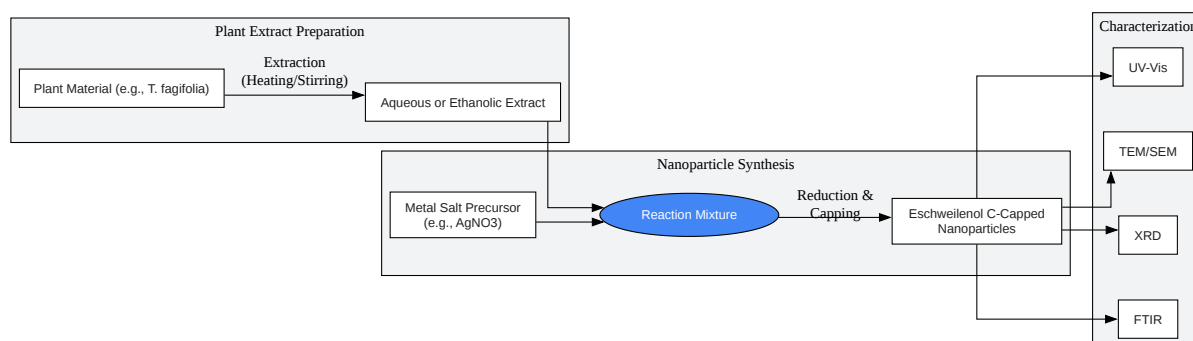 Plant Extract Preparation
Plant Material (e.g., T. fagifolia)
Extraction
(Heating/Stirring)
Aqueous or Ethanolic Extract
Nanoparticle Synthesis
Metal Salt Precursor
(e.g., AgNO3)
Reaction Mixture
Reduction &
Capping
Eschweilenol C-Capped
Nanoparticles
Characterization
UV-Vis
TEM/SEM
XRD
FTIR